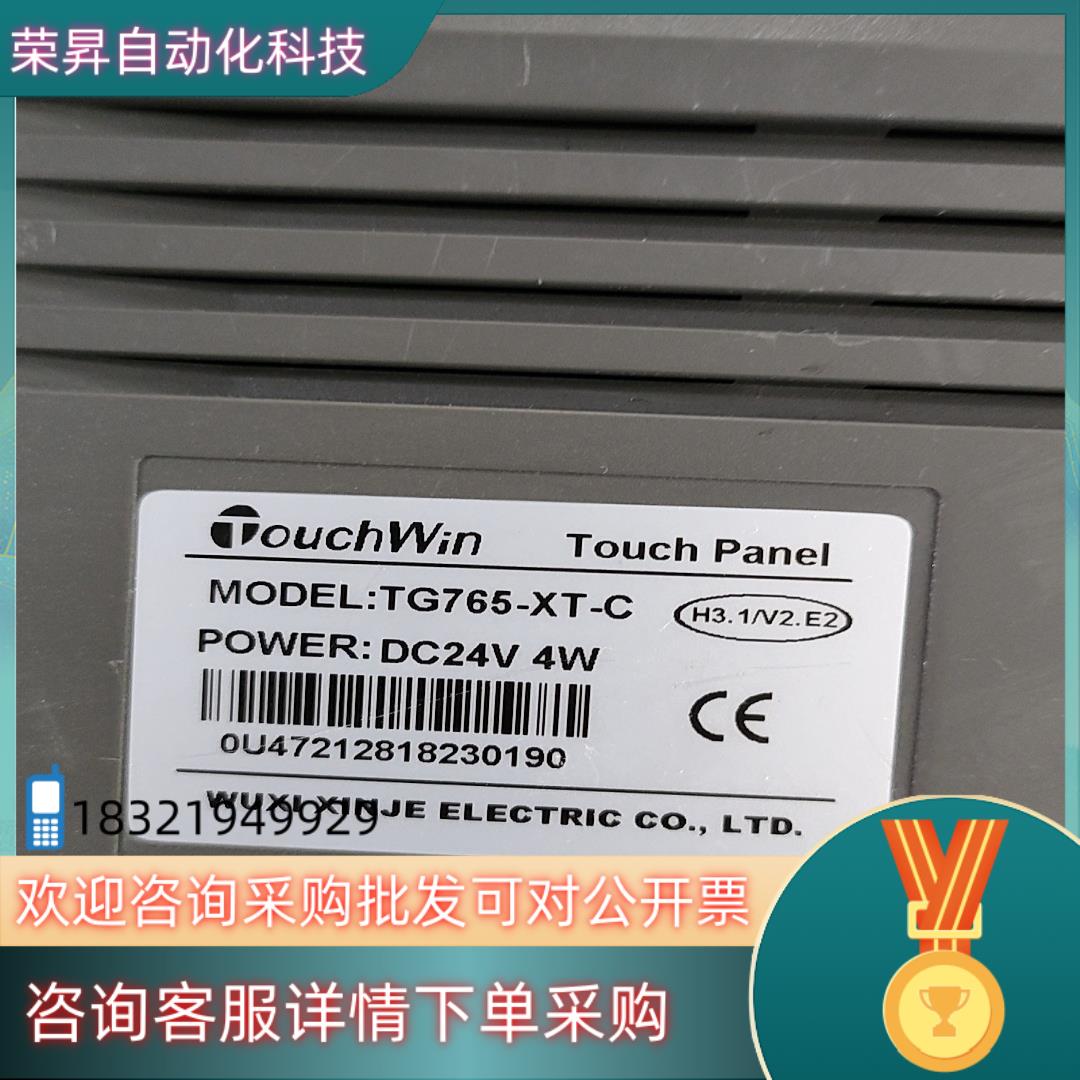 荣昇自动化科技
TouchWin Touch Panel
MODEL:TG765-XT-C H3.1/V2.E2
POWER: DC24V 4W
CE
0U47212818230190
WUXI XINJE ELECTRIC CO., LTD.
18321949929
欢迎咨询采购批发可对公开票
咨询客服详情下单采购